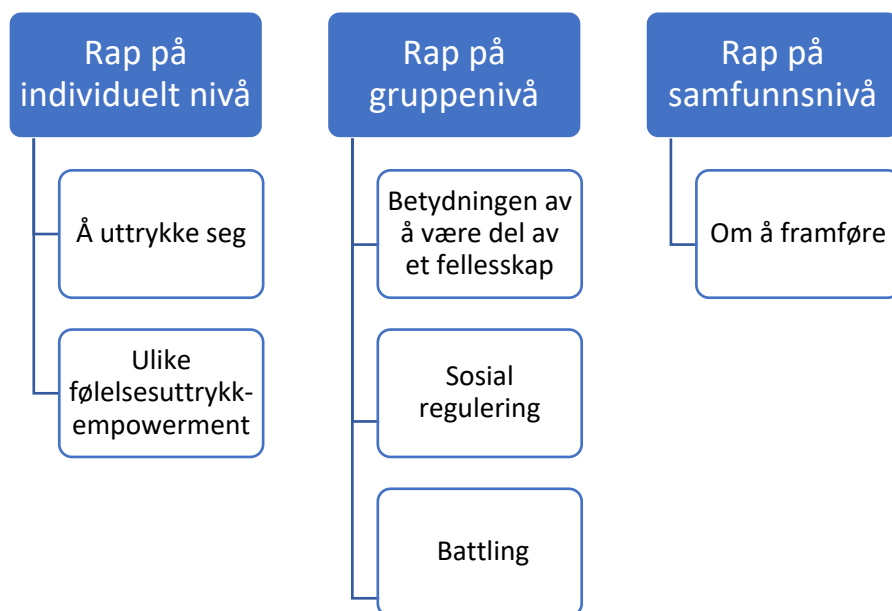 Rap på
individuelt nivå
Å uttrykke seg
Ulike
følelsesuttrykk-
empowerment
Rap på
gruppenivå
Betydningen av
å være del av
et fellesskap
Sosial
regulering
Battling
Rap på
samfunnsnivå
Om å framføre